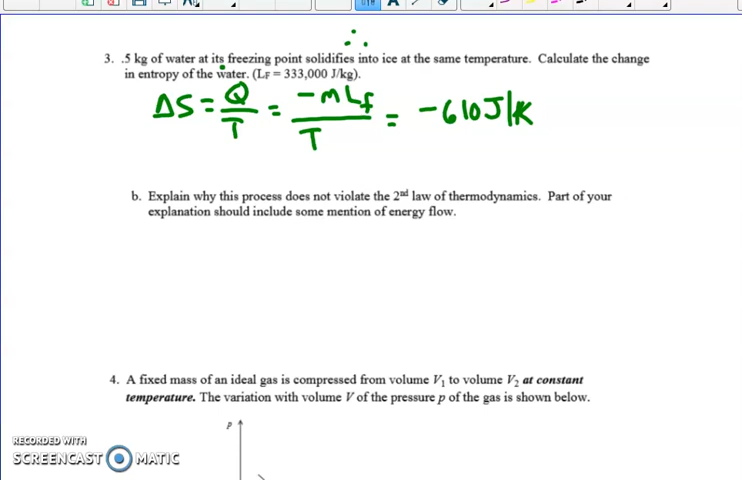 3. .5 kg of water at its freezing point solidifies into ice at the same temperature. Calculate the change
in entropy of the water. (LF = 333,000 J/kg).
∴
ΔS = Q/T = -mLf/T = -610 J/K
b. Explain why this process does not violate the 2nd law of thermodynamics. Part of your
explanation should include some mention of energy flow.
4. A fixed mass of an ideal gas is compressed from volume V1 to volume V2 at constant
temperature. The variation with volume V of the pressure p of the gas is shown below.
P
RECORDED WITH
SCREENCAST MATIC